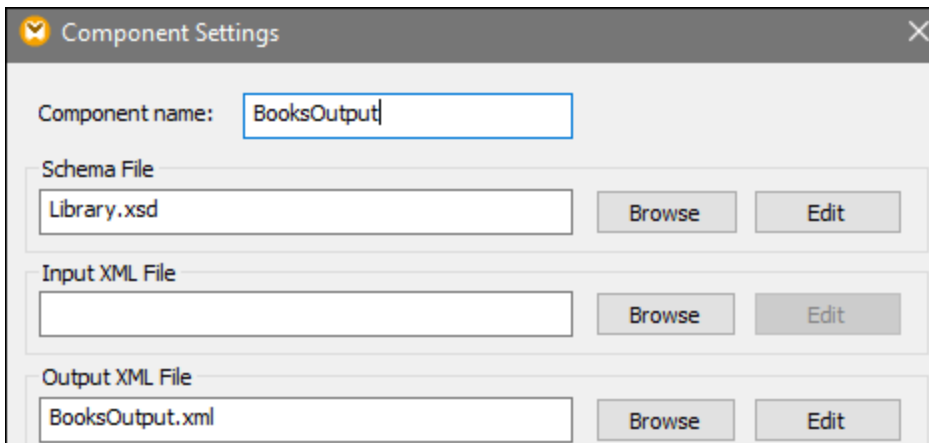 Component Settings
Component name: BooksOutput
Schema File
Library.xsd Browse Edit
Input XML File
Browse Edit
Output XML File
BooksOutput.xml Browse Edit